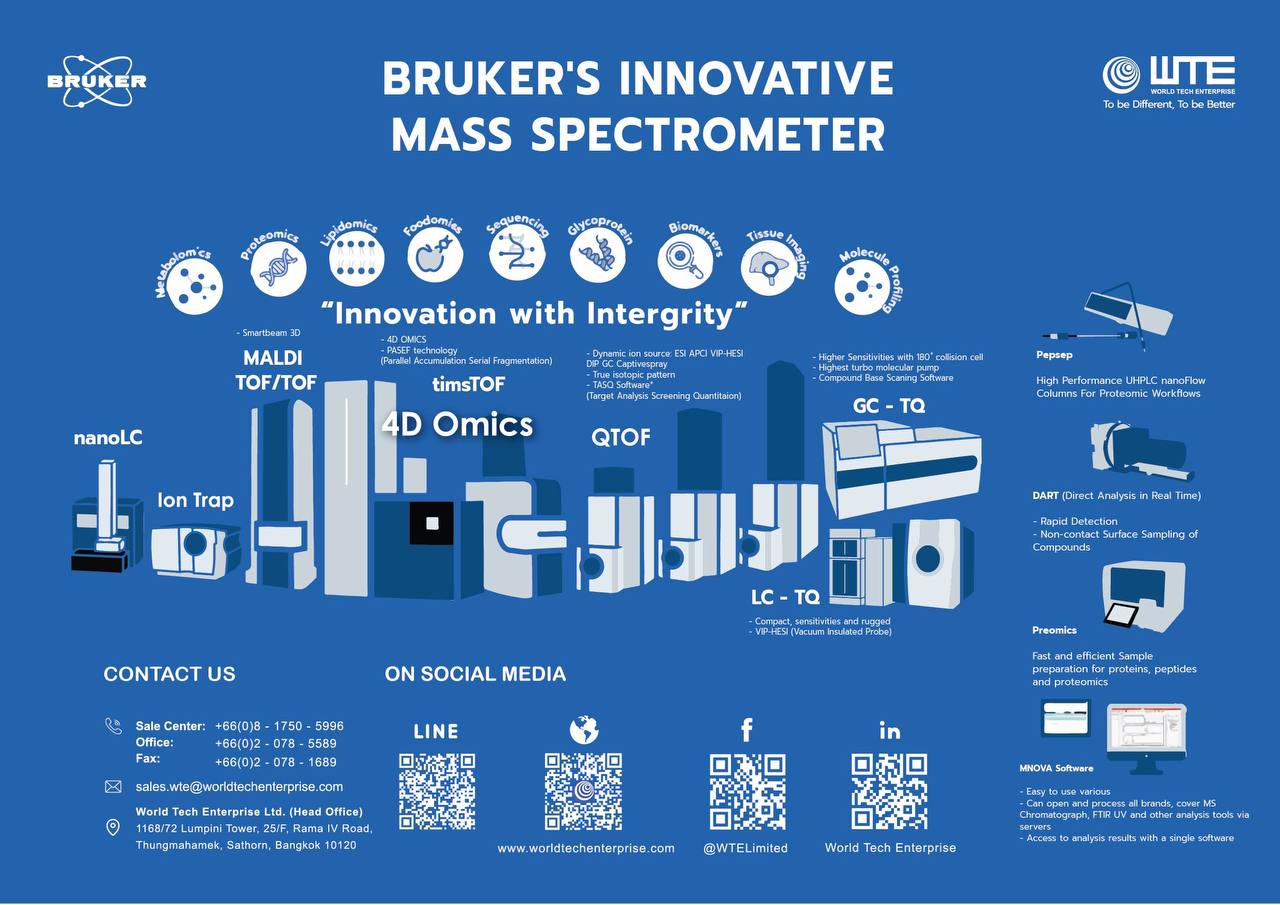 BRUKER
BRUKER'S INNOVATIVE
MASS SPECTROMETER
WTE
WORLD TECH ENTERPRISE
To be Different, To be Better
Metabolomics
Proteomics
Lipidomics
Foodomics
Sequencing
Glycoprotein
Biomarkers
Tissue Imaging
Molecule Profiling
“Innovation with Intergrity”
- Smartbeam 3D
MALDI
TOF/TOF
- 4D OMICS
- PASEF technology
(Parallel Accumulation Serial Fragmentation)
timsTOF
4D Omics
- Dynamic ion source: ESI APCI VIP-HESI
DIP GC Captivespray
- True isotopic pattern
- TASQ Software*
(Target Analysis Screening Quantitaion)
QTOF
- Higher Sensitivities with 180° collision cell
- Highest turbo molecular pump
- Compound Base Scaning Software
GC - TQ
nanoLC
Ion Trap
LC - TQ
- Compact, sensitivities and rugged
- VIP-HESI (Vacuum Insulated Probe)
Pepsep
High Performance UHPLC nanoFlow
Columns For Proteomic Workflows
DART (Direct Analysis in Real Time)
- Rapid Detection
- Non-contact Surface Sampling of
Compounds
Preomics
Fast and efficient Sample
preparation for proteins, peptides
and proteomics
MNOVA Software
- Easy to use various
- Can open and process all brands, cover MS
Chromatograph, FTIR UV and other analysis tools via
servers
- Access to analysis results with a single software
CONTACT US
Sale Center: +66(0)8 - 1750 - 5996
Office: +66(0)2 - 078 - 5589
Fax: +66(0)2 - 078 - 1689
sales.wte@worldtechenterprise.com
World Tech Enterprise Ltd. (Head Office)
1168/72 Lumpini Tower, 25/F, Rama IV Road,
Thungmahamek, Sathorn, Bangkok 10120
ON SOCIAL MEDIA
LINE
f
in
www.worldtechenterprise.com
@WTELimited
World Tech Enterprise